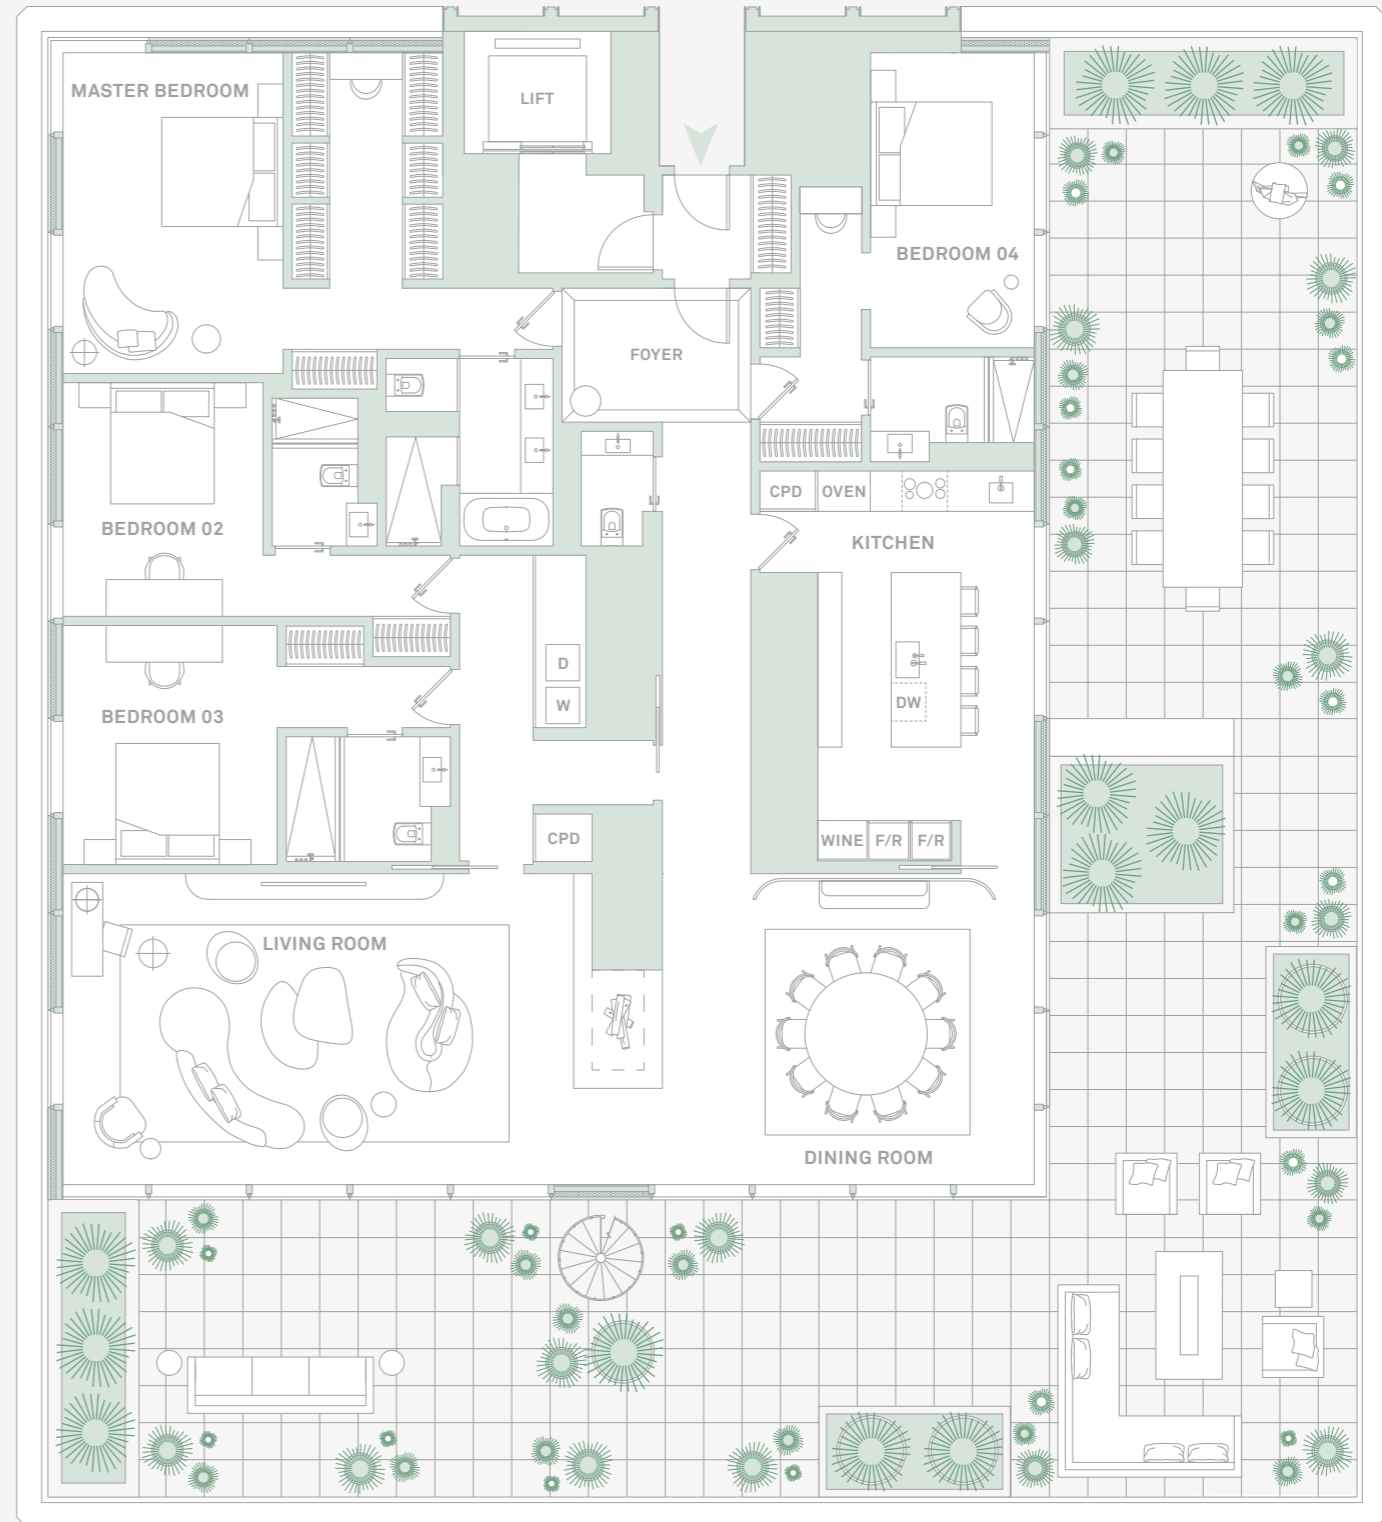 MASTER BEDROOM
LIFT
BEDROOM 04
FOYER
CPD
OVEN
BEDROOM 02
KITCHEN
D
W
DW
BEDROOM 03
CPD
WINE
F/R
F/R
LIVING ROOM
DINING ROOM